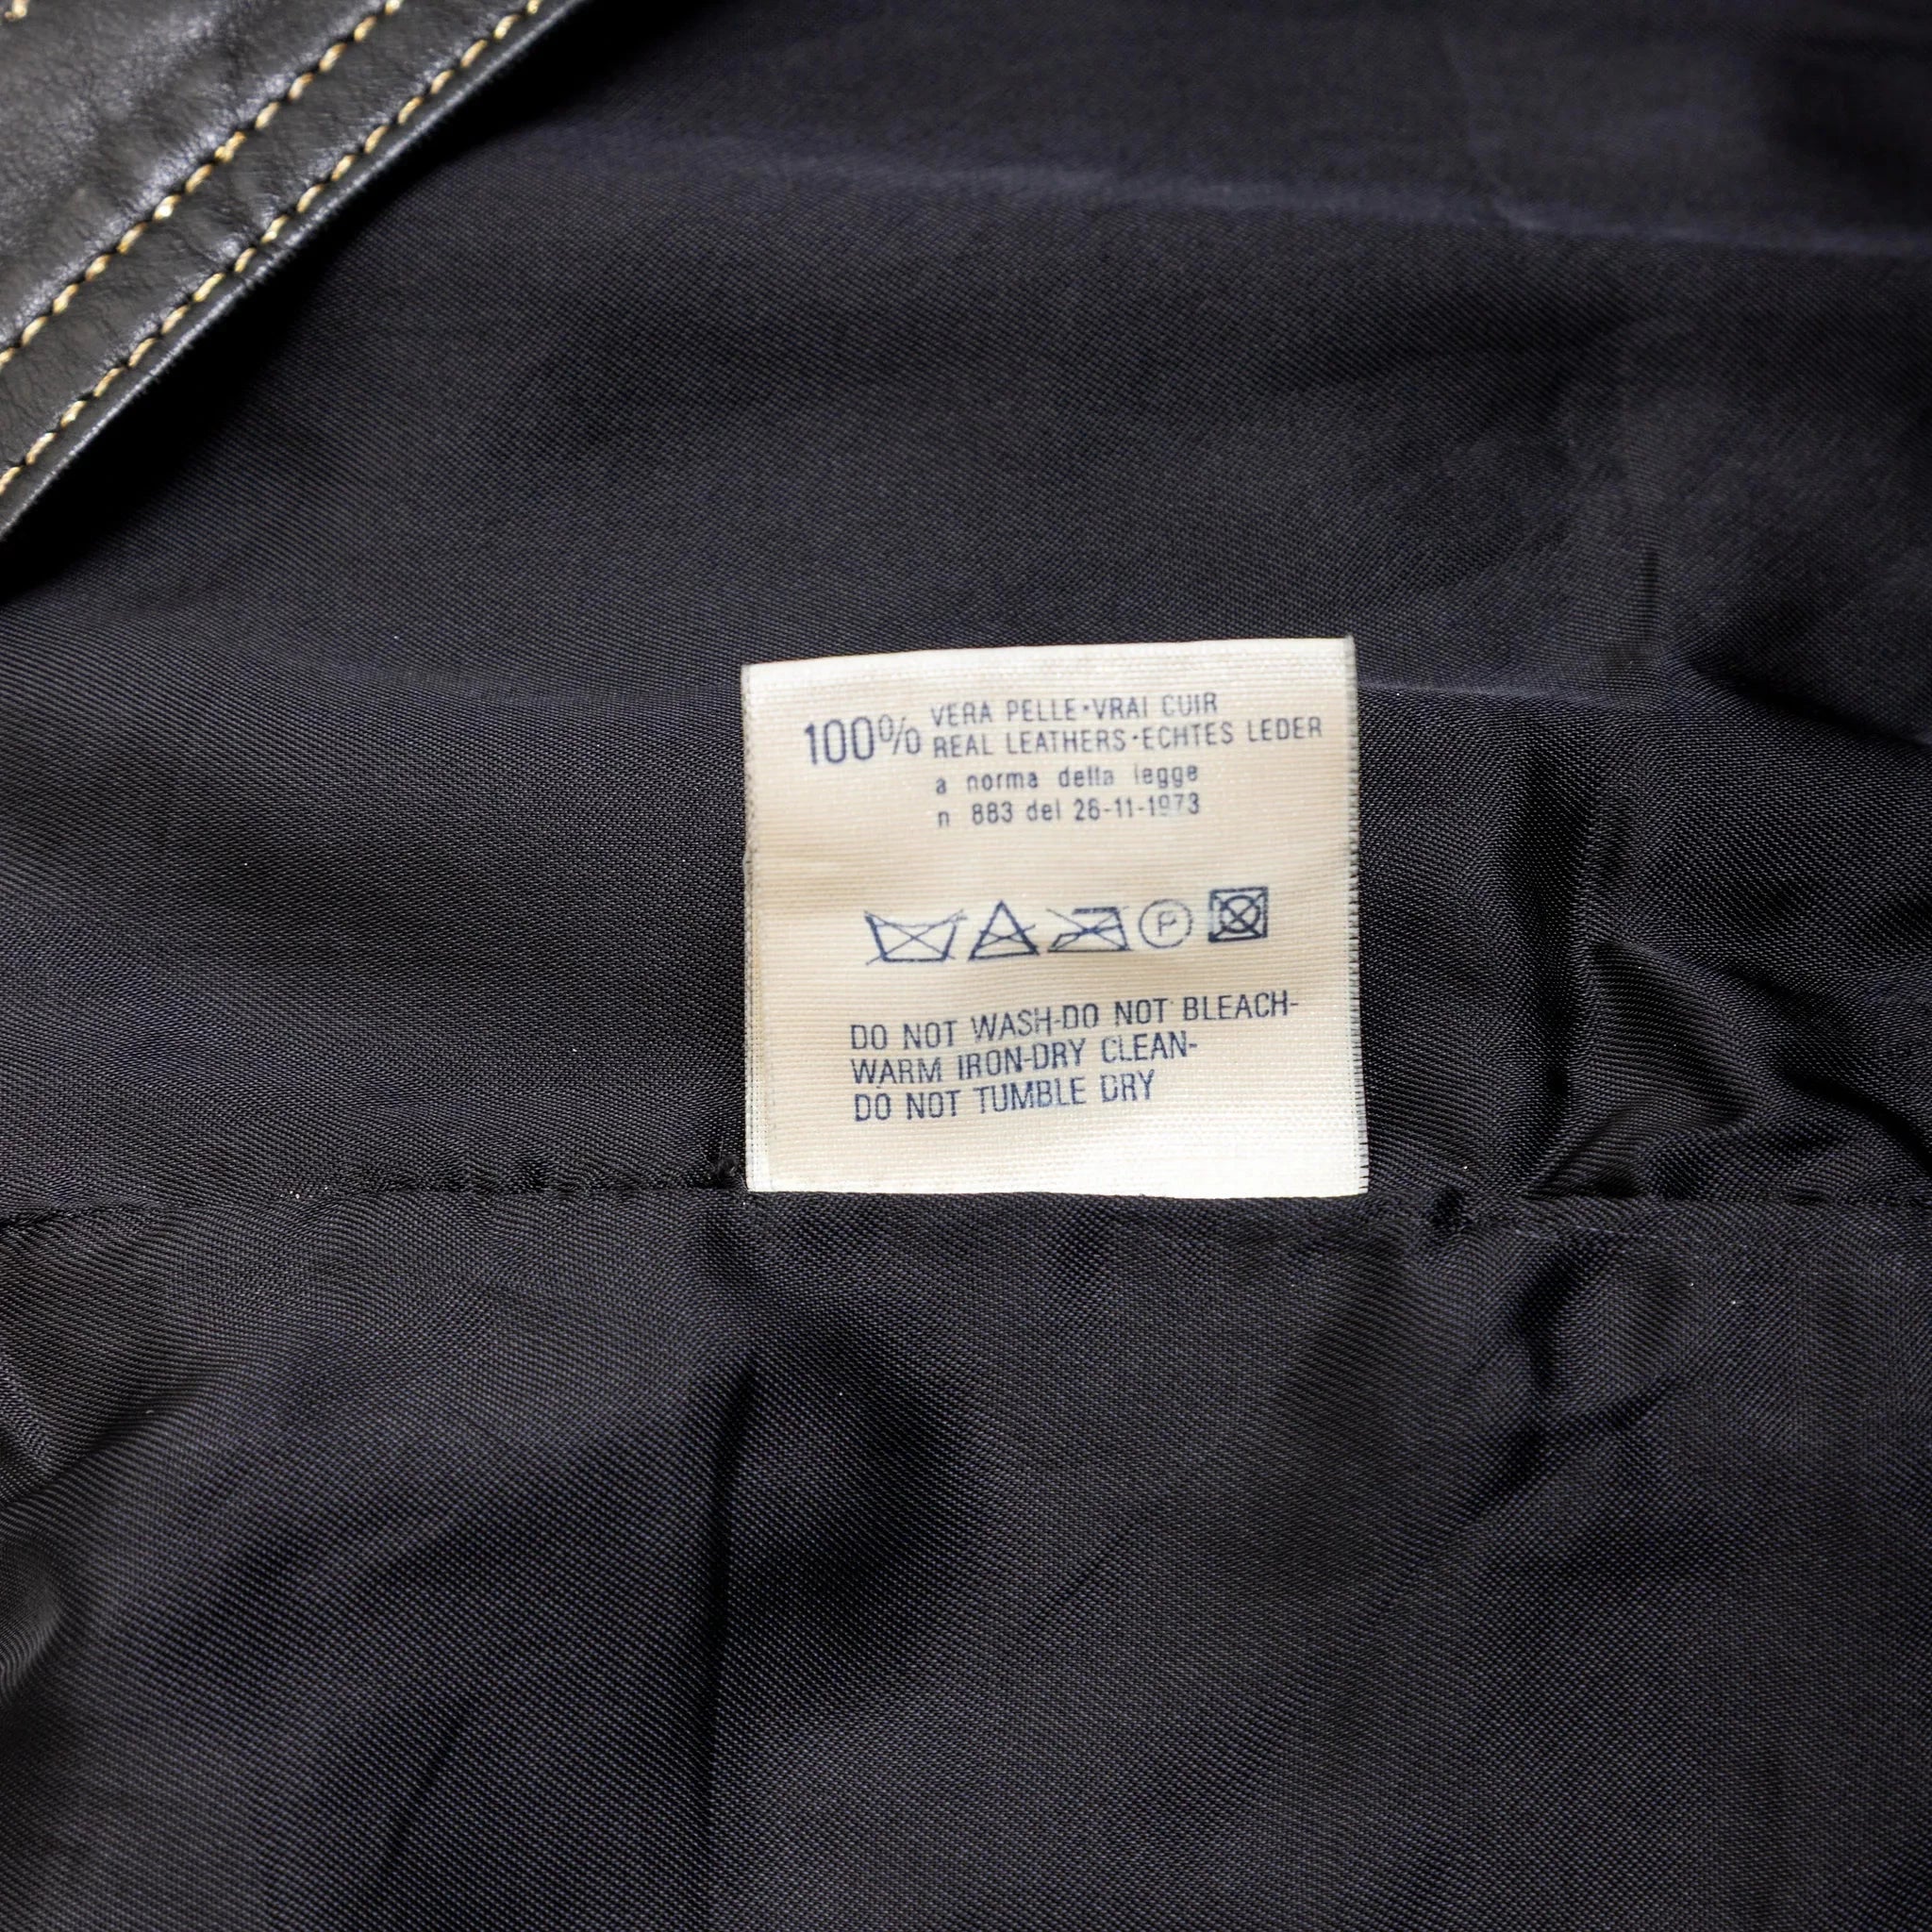 100% VERA PELLE·VRAI CUIR
REAL LEATHERS·ECHTES LEDER
a norma della legge
n 883 del 26-11-1973
P
DO NOT WASH-DO NOT BLEACH-
WARM IRON-DRY CLEAN-
DO NOT TUMBLE DRY